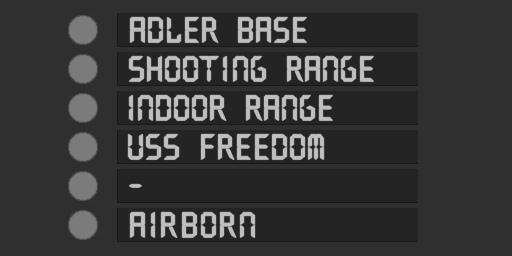 ADLER BASE
SHOOTING RANGE
INDOOR RANGE
USS FREEDOM
-
AIRBORN